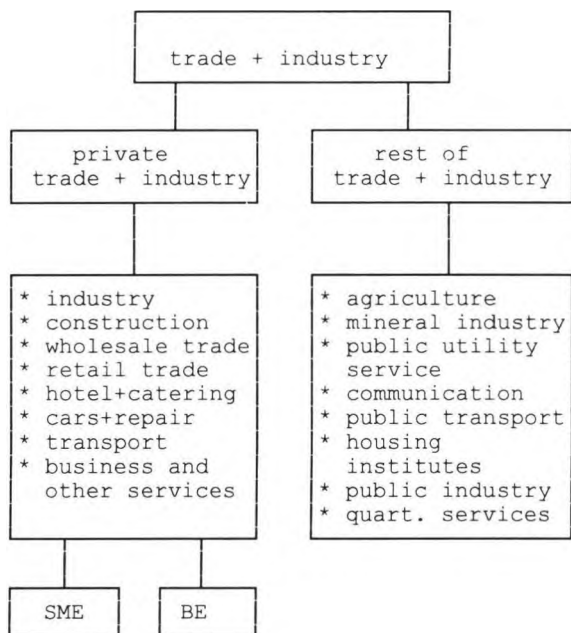 trade + industry
private
trade + industry
rest of
trade + industry
* industry
* construction
* wholesale trade
* retail trade
* hotel+catering
* cars+repair
* transport
* business and
other services
* agriculture
* mineral industry
* public utility
service
* communication
* public transport
* housing
institutes
* public industry
* quart. services
SME
BE